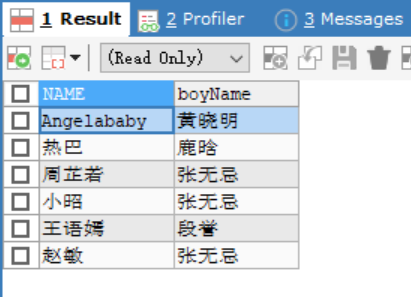 1 Result 2 Profiler 3 Messages
(Read Only)
NAME boyName
Angelababy 黄晓明
热巴 鹿晗
周芷若 张无忌
小昭 张无忌
王语嫣 段誉
赵敏 张无忌